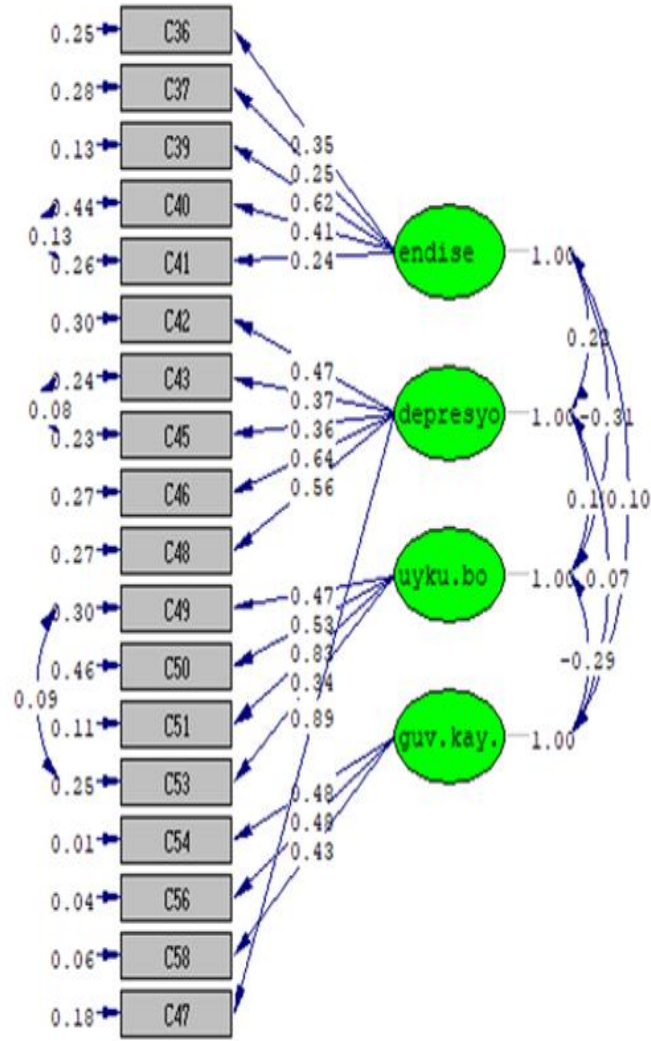 0.25 C36
0.28 C37
0.13 C39
0.44 C40
0.13
0.26 C41
0.30 C42
0.24 C43
0.08
0.23 C45
0.27 C46
0.27 C48
0.30 C49
0.46 C50
0.09
0.11 C51
0.25 C53
0.01 C54
0.04 C56
0.06 C58
0.18 C47
0.35
0.25
0.62
0.41
0.24
0.47
0.37
0.36
0.64
0.56
0.47
0.53
0.83
0.34
0.89
0.48
0.48
0.43
endise 1.00
depresyo 1.00
uyku.bo 1.00
guv.kay. 1.00
-0.31
0.10
0.07
-0.29